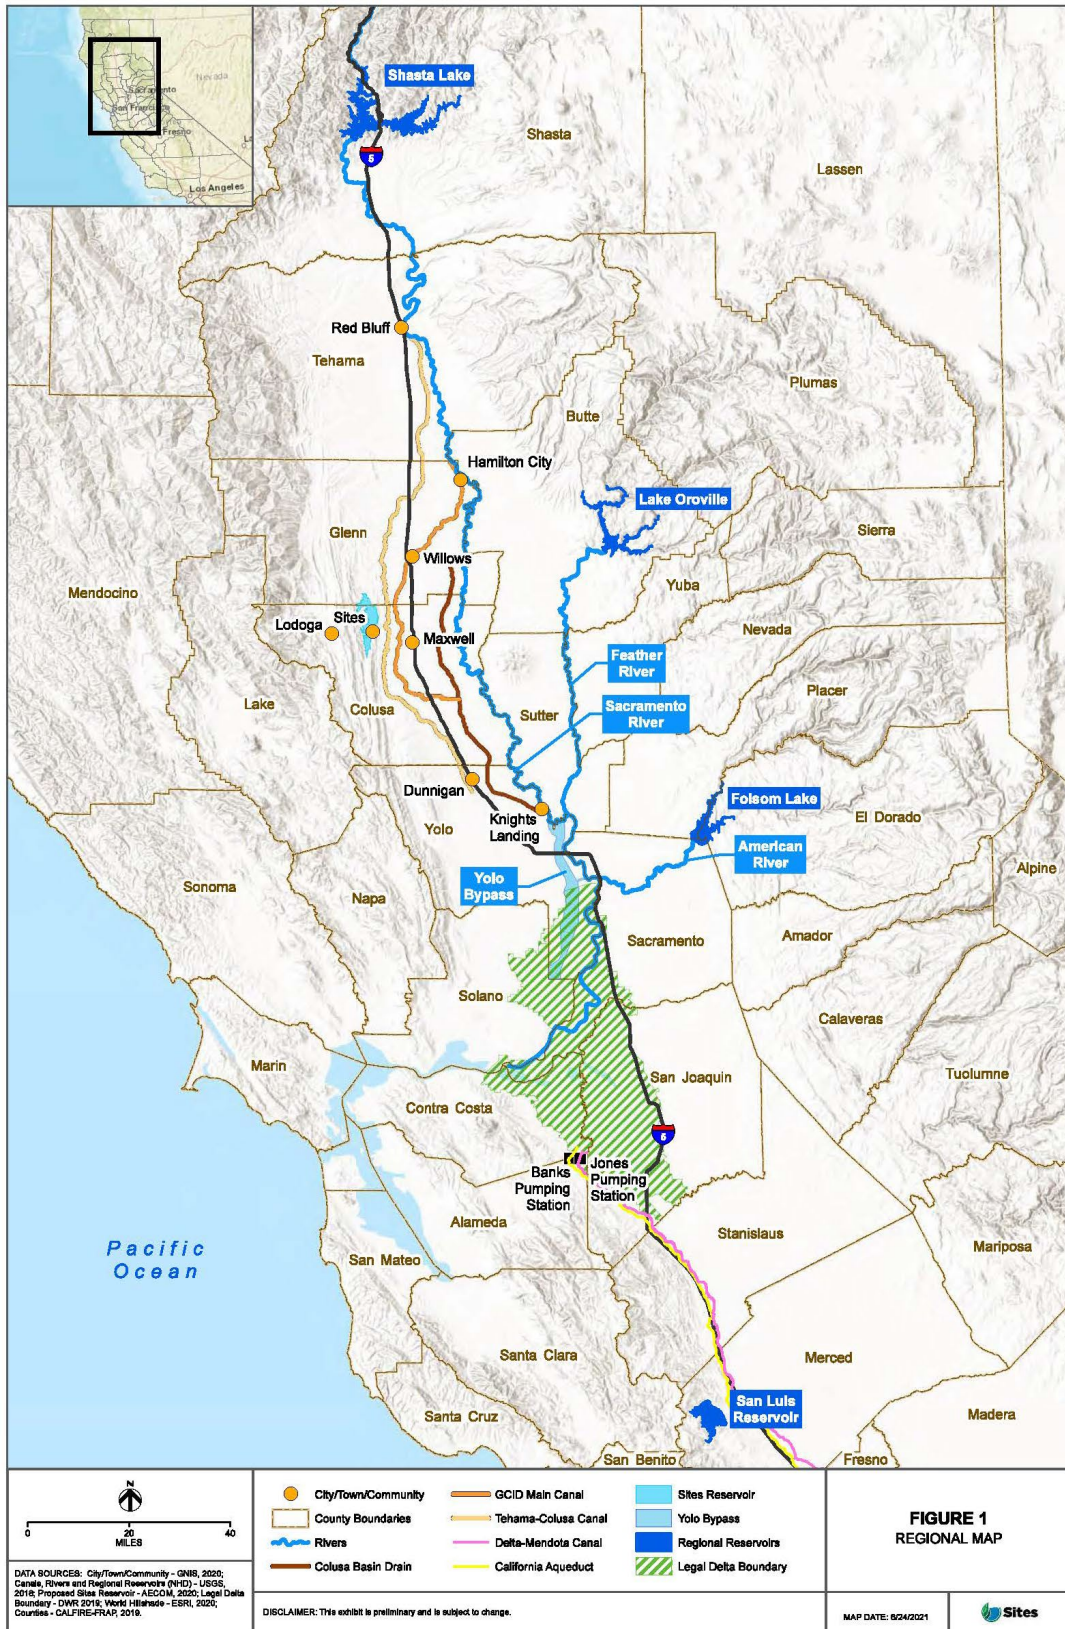 Nevada
Sacramento
San Francisco
Fresno
Los Angeles
Shasta Lake
Shasta
Lassen
5
Red Bluff
Tehama
Plumas
Butte
Hamilton City
Lake Oroville
Glenn
Sierra
Willows
Yuba
Mendocino
Lodoga
Sites
Maxwell
Nevada
Feather
River
Placer
Lake
Colusa
Sutter
Sacramento
River
Dunnigan
Folsom Lake
Knights
Landing
Yolo
El Dorado
American
River
Alpine
Yolo
Bypass
Sonoma
Napa
Sacramento
Amador
Solano
Calaveras
Marin
San Joaquin
Tuolumne
Contra Costa
5
Jones
Pumping
Station
Banks
Pumping
Station
Alameda
Stanislaus
Pacific
Ocean
San Mateo
Mariposa
Santa Clara
Merced
San Luis
Reservoir
Santa Cruz
Madera
San Benito
Fresno
N
0 20 40
MILES
DATA SOURCES: City/Town/Community - GNIS, 2020;
Canals, Rivers and Regional Reservoirs (NHD) - USGS,
2018; Proposed Sites Reservoir - AECOM, 2020; Legal Delta
Boundary - DWR 2019; World Hillshade - ESRI, 2020;
Counties - CALFIRE-FRAP, 2019.
City/Town/Community
County Boundaries
Rivers
Colusa Basin Drain
GCID Main Canal
Tehama-Colusa Canal
Delta-Mendota Canal
California Aqueduct
Sites Reservoir
Yolo Bypass
Regional Reservoirs
Legal Delta Boundary
DISCLAIMER: This exhibit is preliminary and is subject to change.
FIGURE 1
REGIONAL MAP
MAP DATE: 6/24/2021
Sites